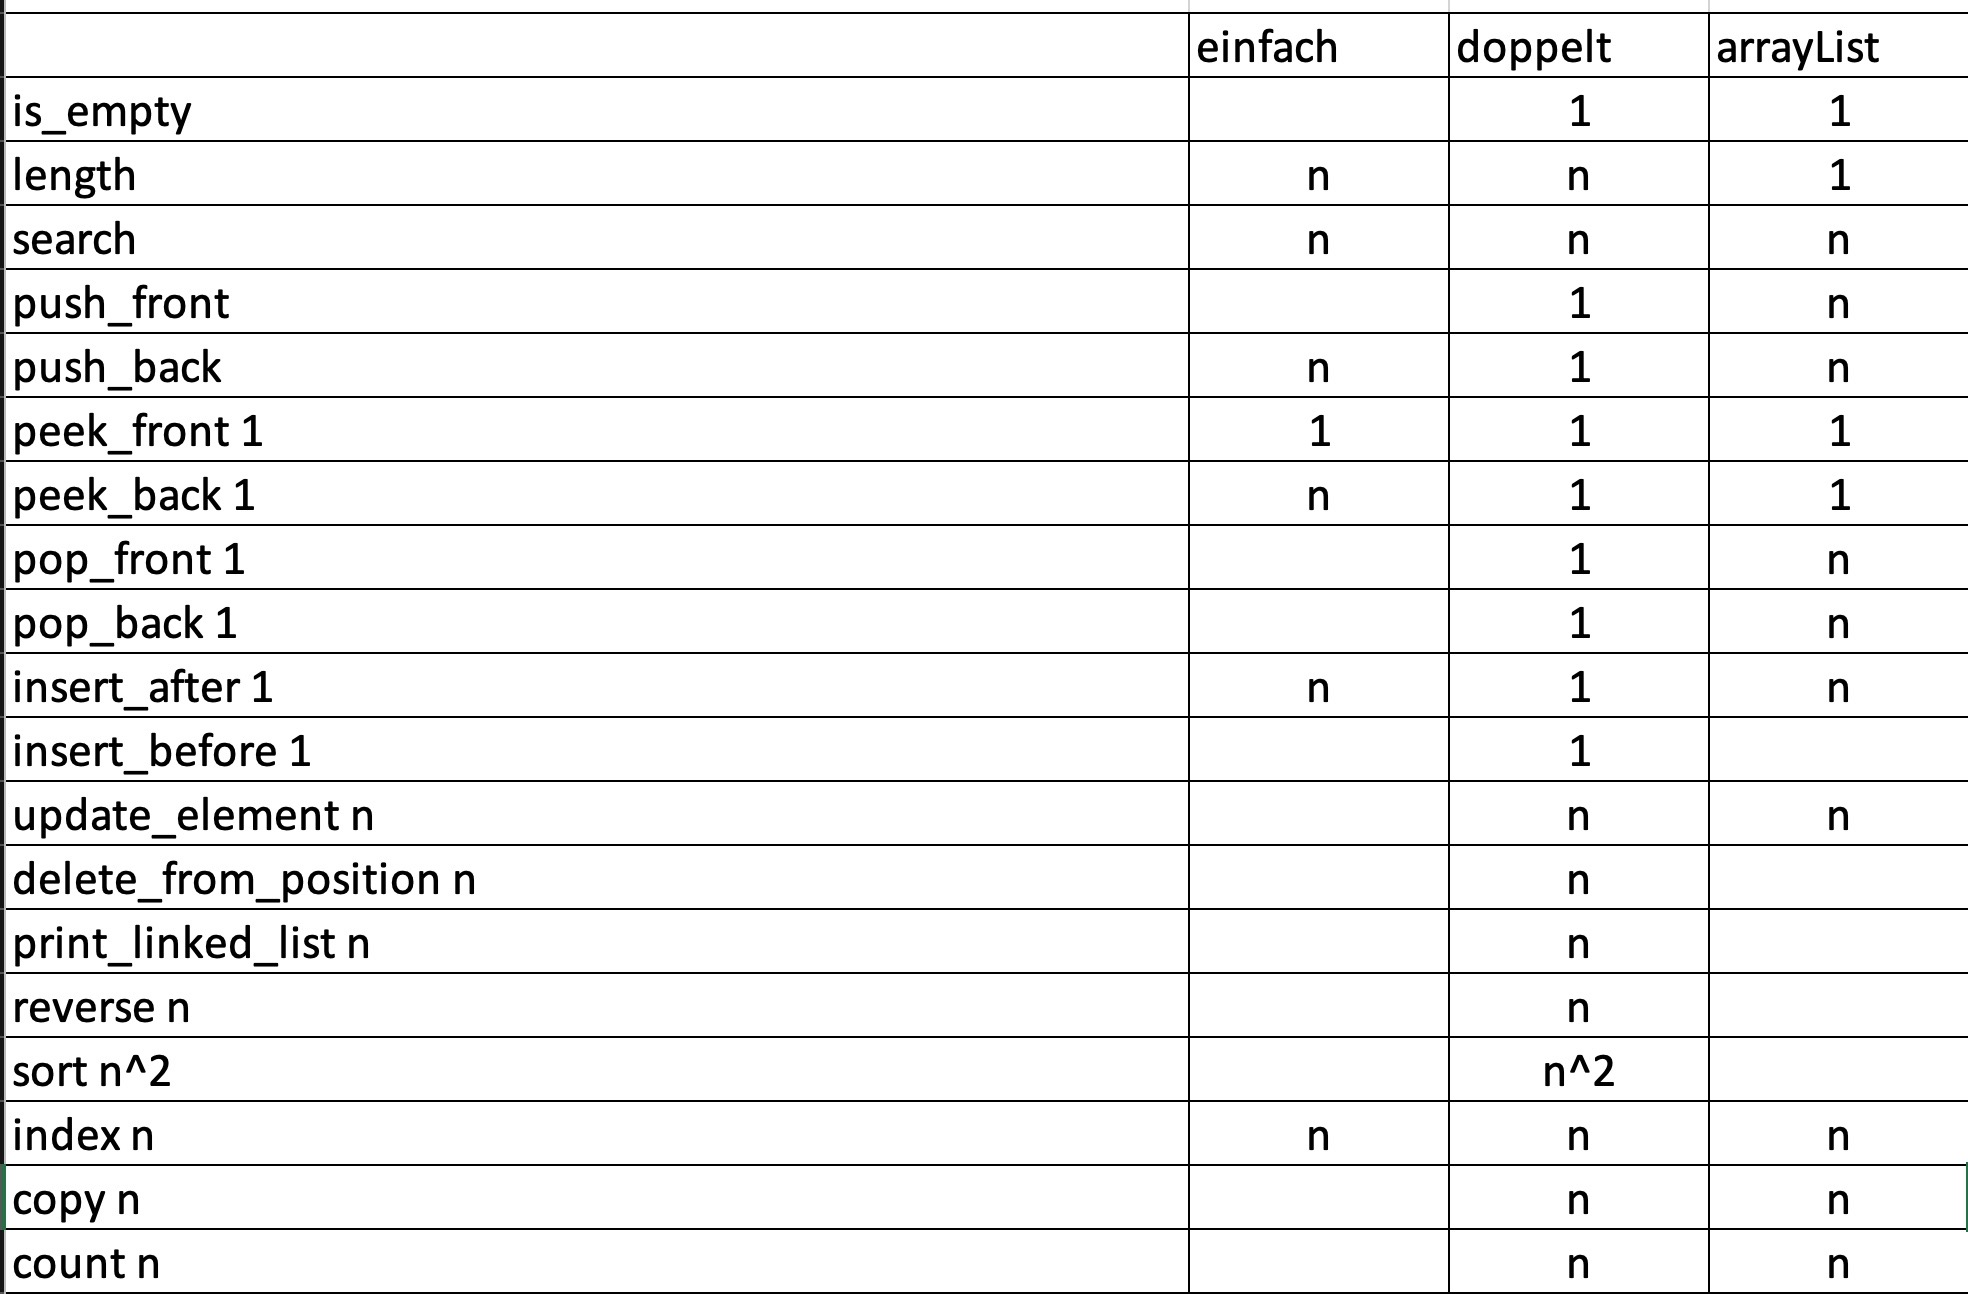 einfach doppelt arrayList
is_empty 1 1
length n n 1
search n n n
push_front 1 n
push_back n 1 n
peek_front 1 1 1 1
peek_back 1 n 1 1
pop_front 1 1 n
pop_back 1 1 n
insert_after 1 n 1 n
insert_before 1 1
update_element n n n
delete_from_position n n
print_linked_list n n
reverse n n
sort n^2 n^2
index n n n n
copy n n n
count n n n